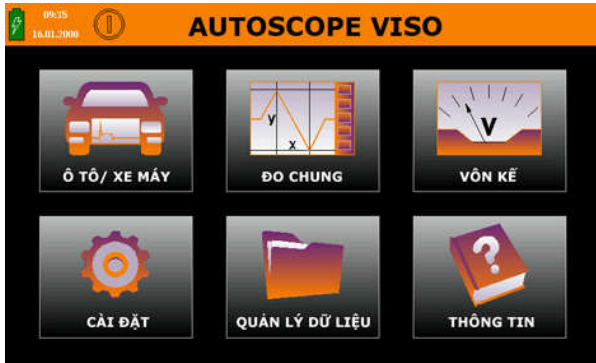 09:35
16.01.2000
AUTOSCOPE VISO
y
x
V
Ô TÔ/ XE MÁY
ĐO CHUNG
VÔN KẾ
?
CÀI ĐẶT
QUẢN LÝ DỮ LIỆU
THÔNG TIN